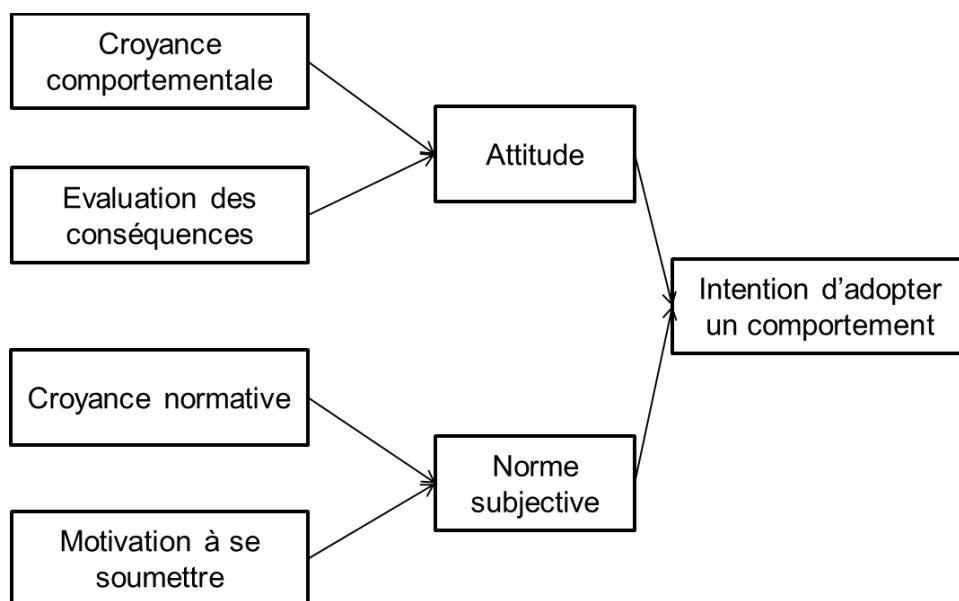 Croyance
comportementale
Evaluation des
conséquences
Attitude
Intention d’adopter
un comportement
Croyance normative
Norme
subjective
Motivation à se
soumettre